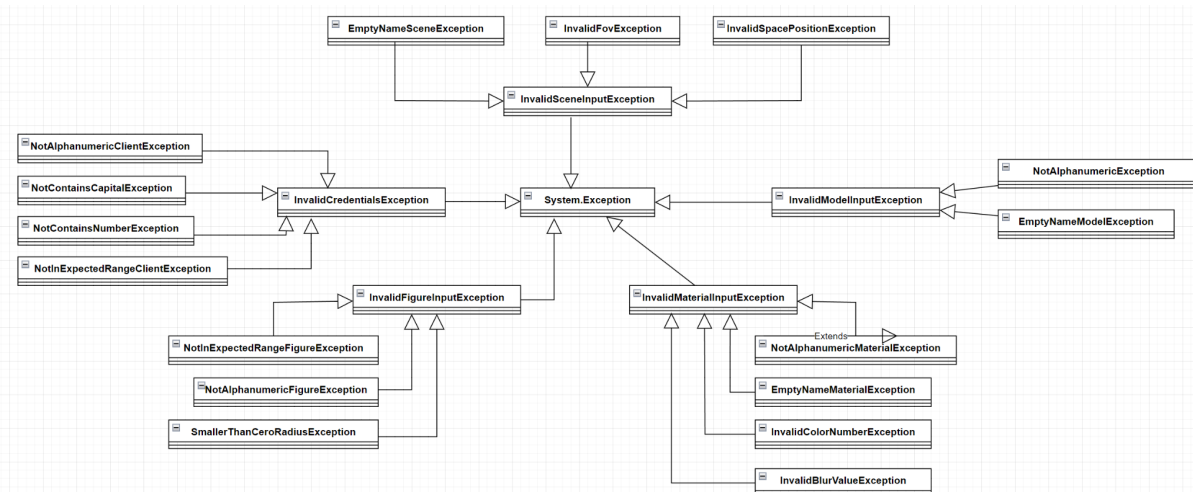 EmptyNameSceneException
InvalidFovException
InvalidSpacePositionException
InvalidSceneInputException
NotAlphanumericClientException
NotContainsCapitalException
NotContainsNumberException
NotInExpectedRangeClientException
InvalidCredentialsException
System.Exception
InvalidModelInputException
NotAlphanumericException
EmptyNameModelException
InvalidFigureInputException
InvalidMaterialInputException
NotInExpectedRangeFigureException
NotAlphanumericFigureException
SmallerThanCeroRadiusException
Extends
NotAlphanumericMaterialException
EmptyNameMaterialException
InvalidColorNumberException
InvalidBlurValueException